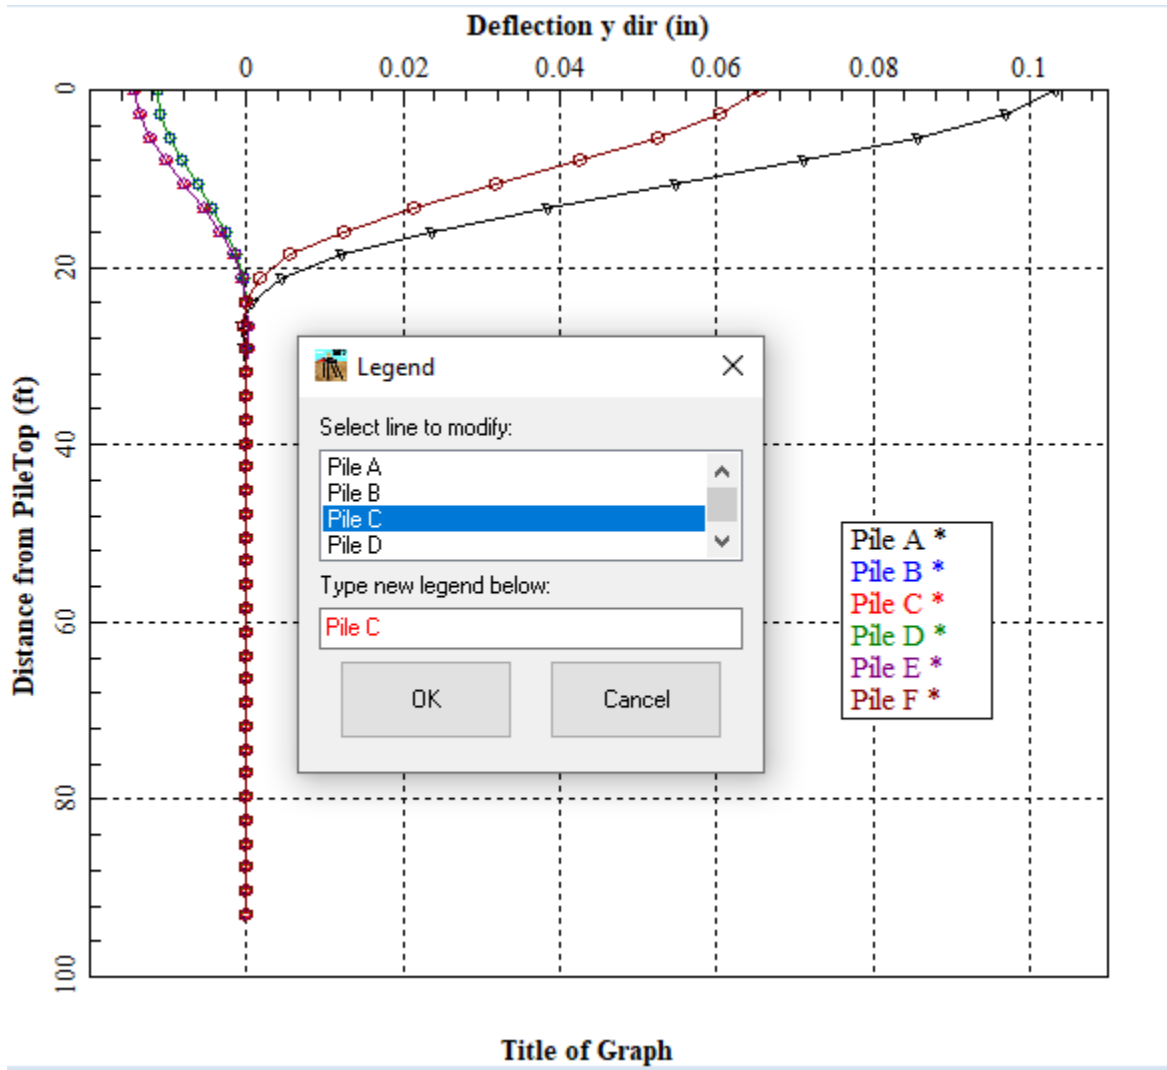 Deflection y dir (in)
0 0.02 0.04 0.06 0.08 0.1
0
20
40
60
80
100
Distance from PileTop (ft)
Legend
Select line to modify:
Pile A
Pile B
Pile C
Pile D
Type new legend below:
Pile C
OK Cancel
Pile A *
Pile B *
Pile C *
Pile D *
Pile E *
Pile F *
Title of Graph